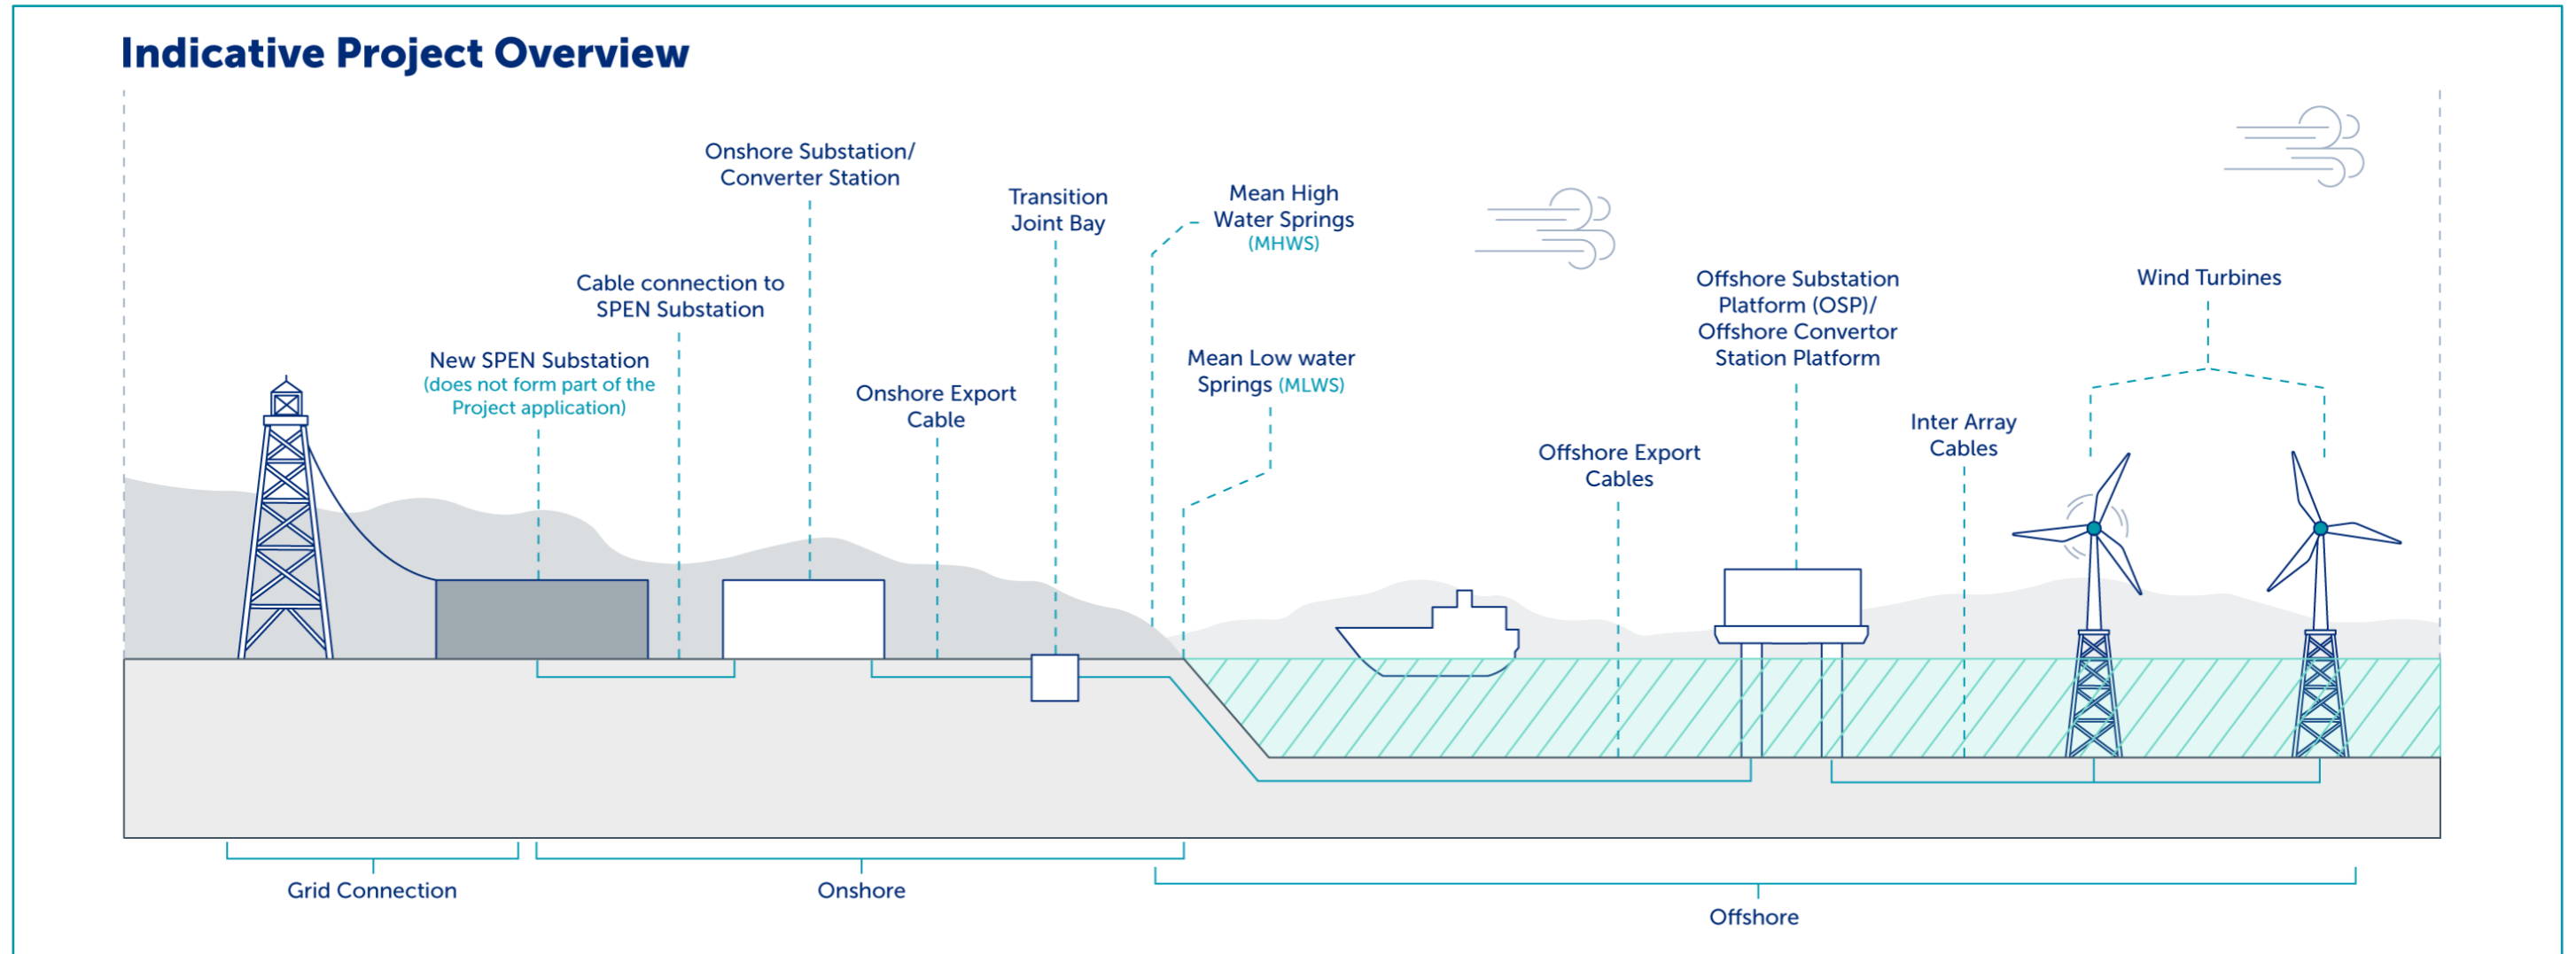 Indicative Project Overview
Onshore Substation/
Converter Station
Transition
Joint Bay
Mean High
Water Springs
(MHWS)
Cable connection to
SPEN Substation
Offshore Substation
Platform (OSP)/
Offshore Convertor
Station Platform
Wind Turbines
New SPEN Substation
(does not form part of the
Project application)
Onshore Export
Cable
Mean Low water
Springs (MLWS)
Offshore Export
Cables
Inter Array
Cables
Grid Connection
Onshore
Offshore